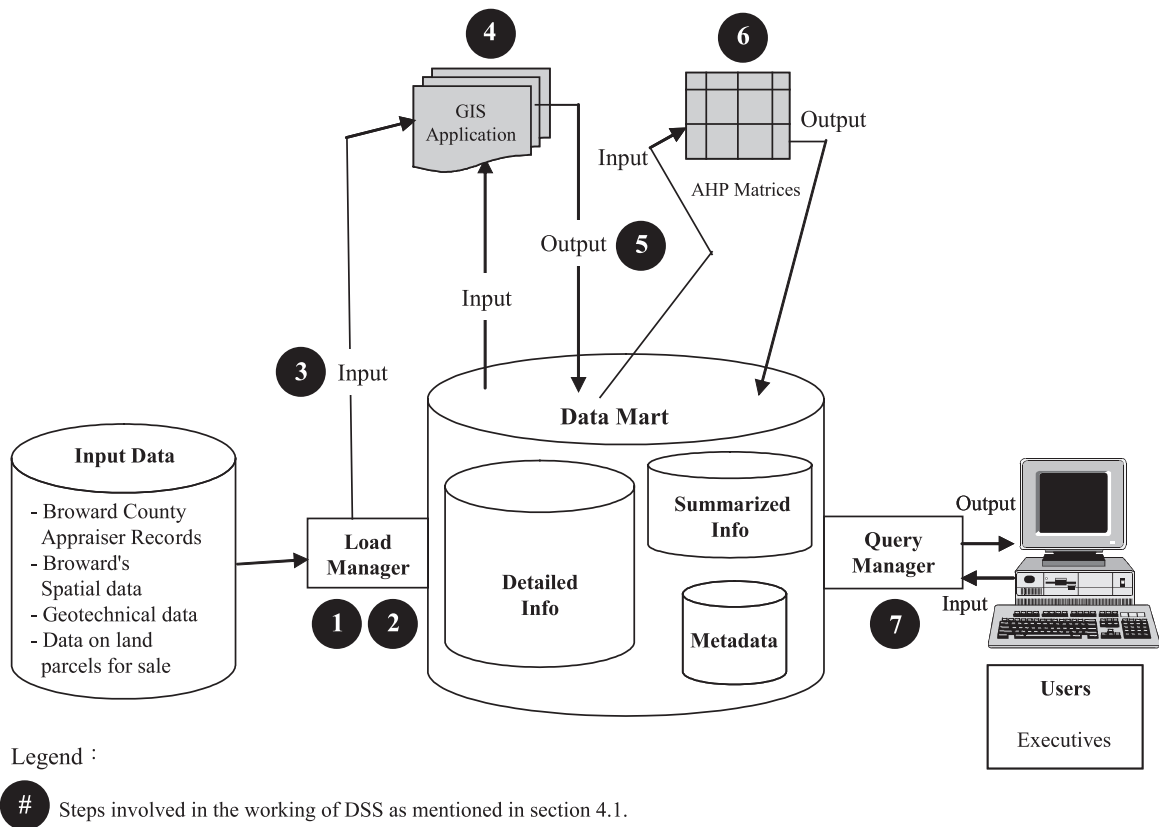 4
6
GIS
Application
Output
Input
AHP Matrices
Output
5
Input
3
Input
Data Mart
Input Data
- Broward County
Appraiser Records
- Broward's
Spatial data
- Geotechnical data
- Data on land
parcels for sale
Load
Manager
1
2
Detailed
Info
Summarized
Info
Metadata
Query
Manager
7
Output
Input
Users
Executives
Legend :
# Steps involved in the working of DSS as mentioned in section 4.1.